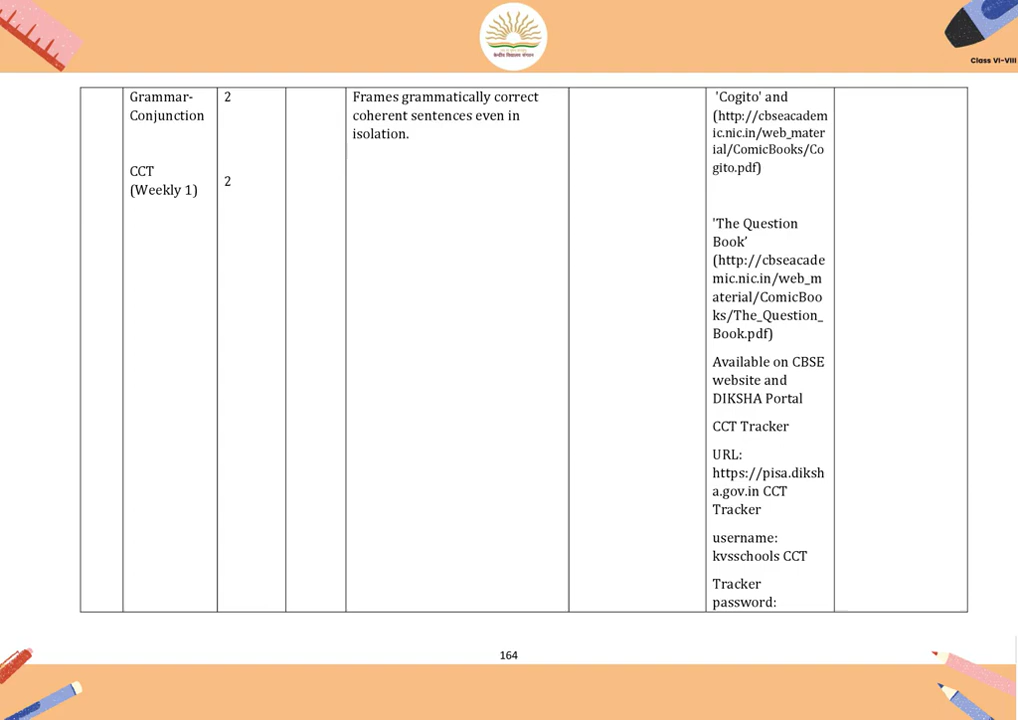 केन्द्रीय विद्यालय संगठन
Class VI-VIII
Grammar-
Conjunction
2
Frames grammatically correct
coherent sentences even in
isolation.
CCT
(Weekly 1)
2
'Cogito' and
(http://cbseacadem
ic.nic.in/web_mater
ial/ComicBooks/Co
gito.pdf)
'The Question
Book’
(http://cbseacade
mic.nic.in/web_m
aterial/ComicBoo
ks/The_Question_
Book.pdf)
Available on CBSE
website and
DIKSHA Portal
CCT Tracker
URL:
https://pisa.diksh
a.gov.in CCT
Tracker
username:
kvsschools CCT
Tracker
password:
164